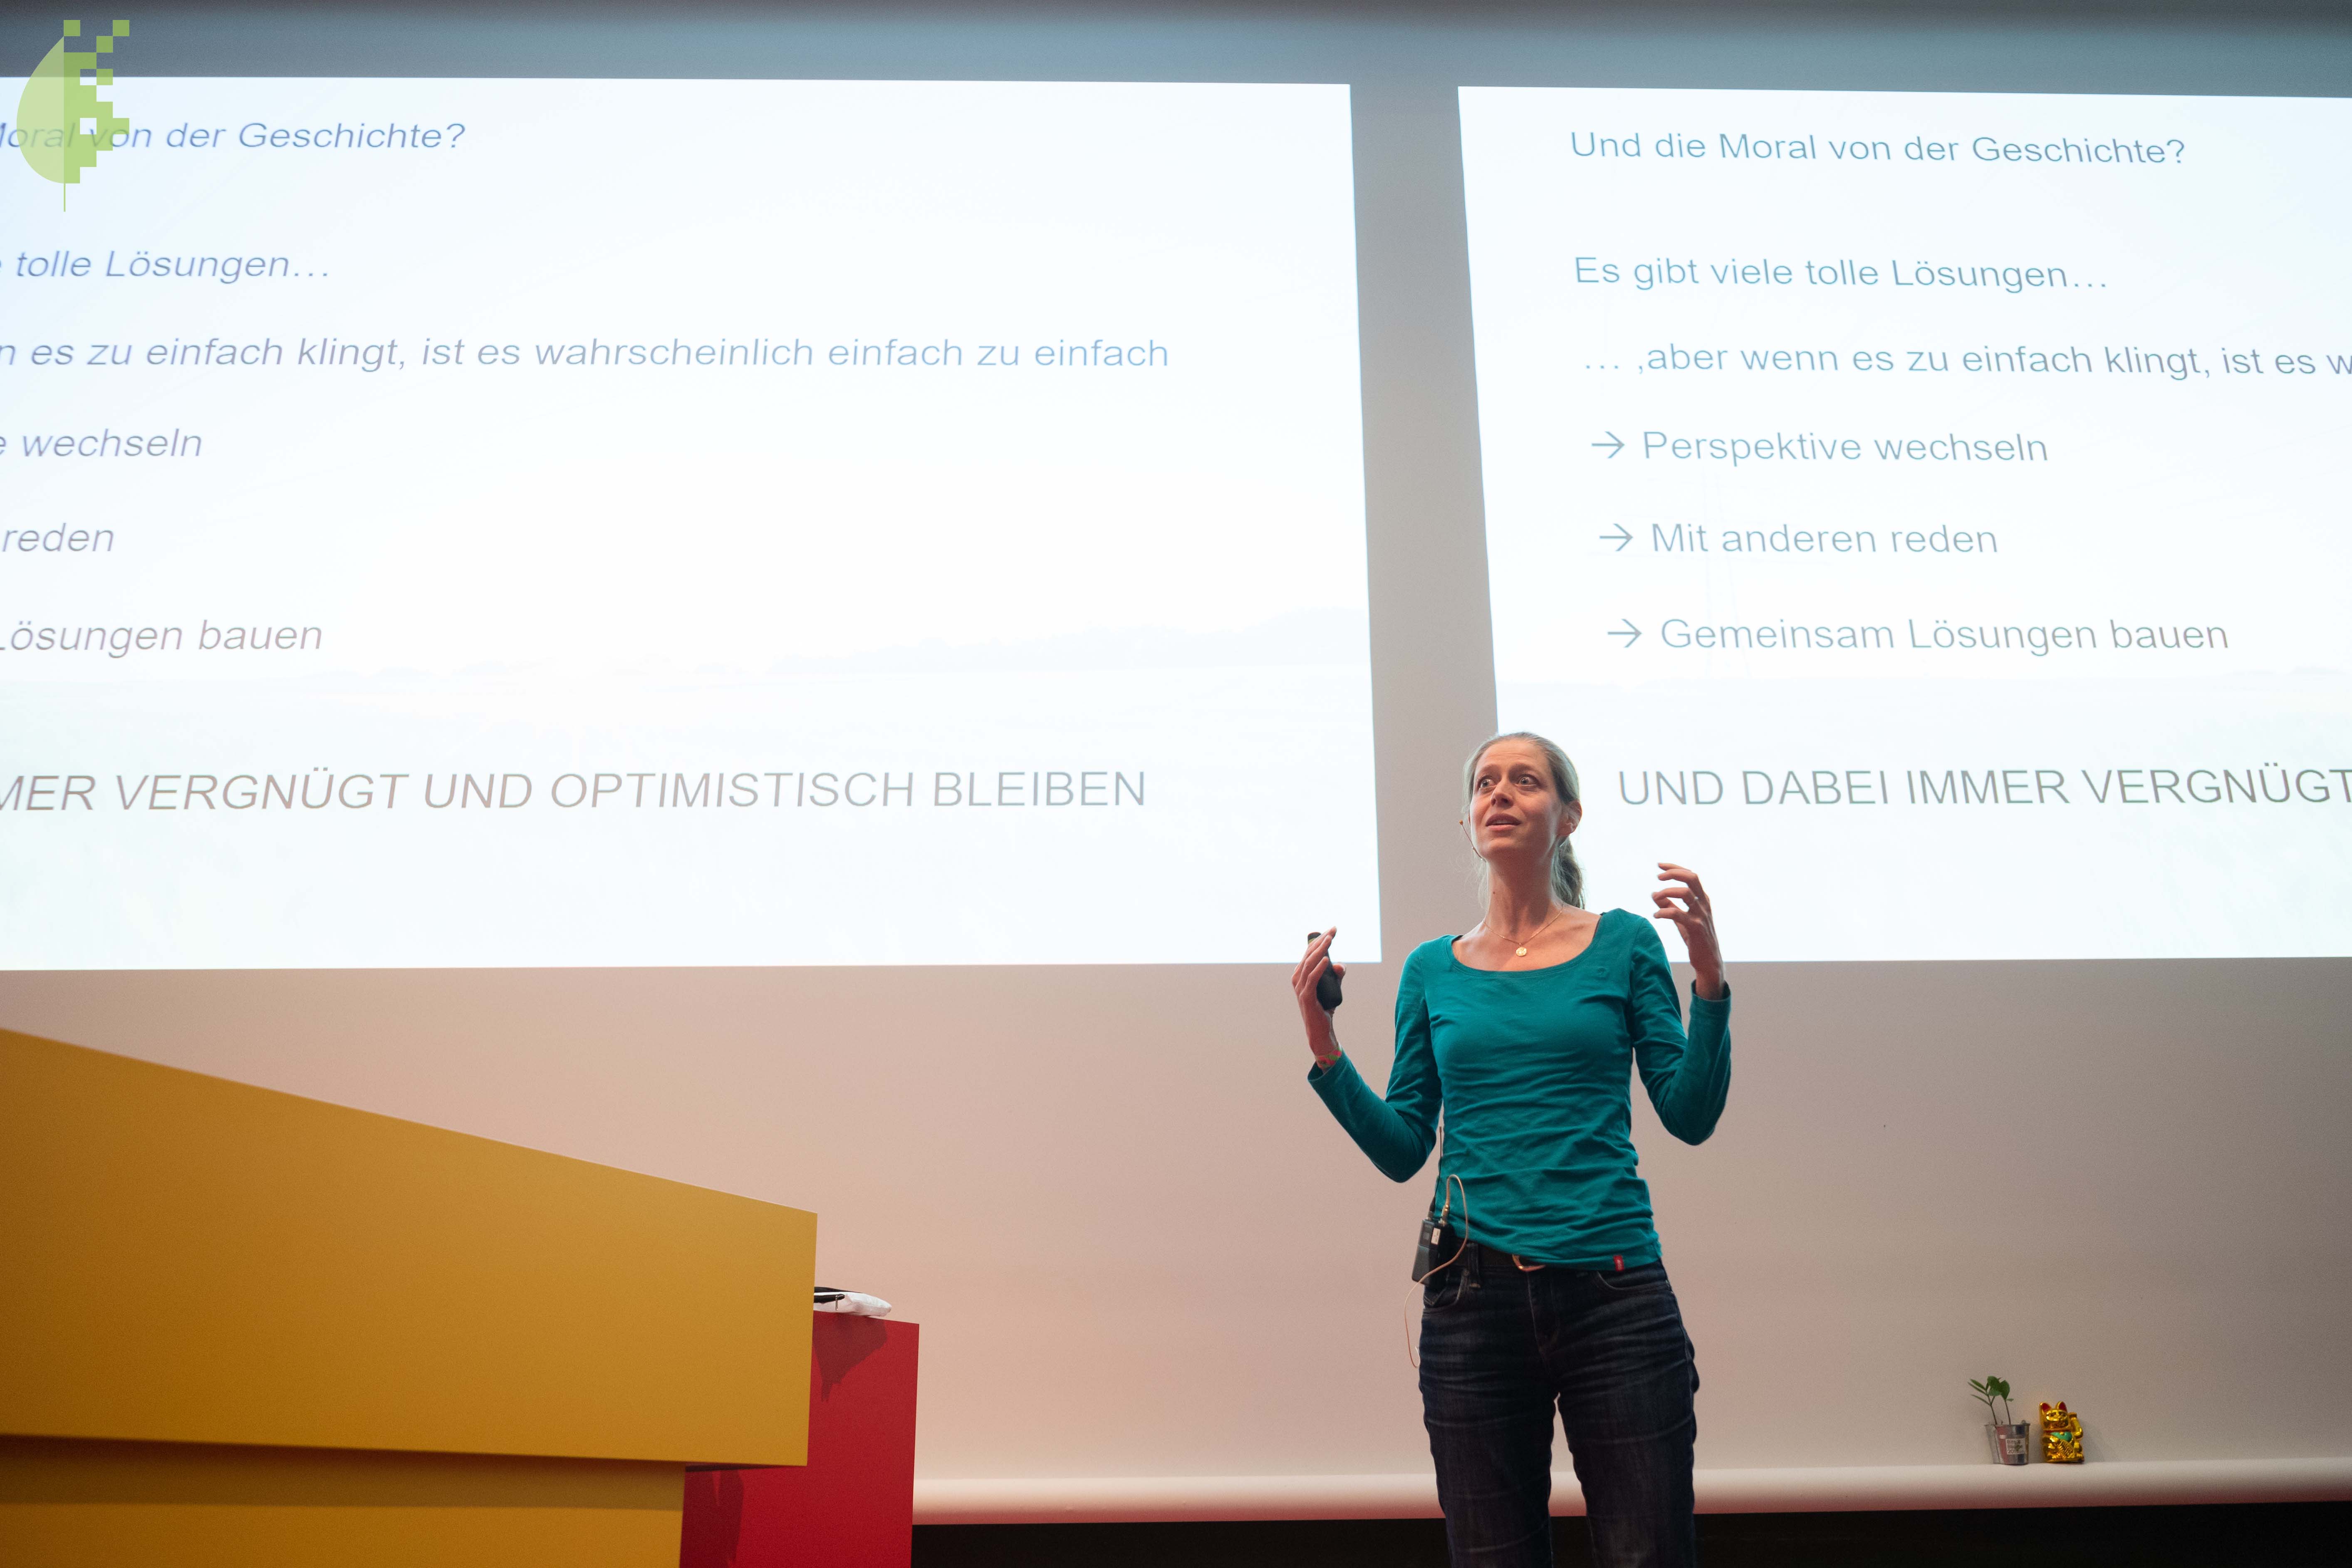 Moral von der Geschichte?
tolle Lösungen...
es zu einfach klingt, ist es wahrscheinlich einfach zu einfach
wechseln
reden
Lösungen bauen
MER VERGNÜGT UND OPTIMISTISCH BLEIBEN
Und die Moral von der Geschichte?
Es gibt viele tolle Lösungen...
... ,aber wenn es zu einfach klingt, ist es w
→ Perspektive wechseln
→ Mit anderen reden
→ Gemeinsam Lösungen bauen
UND DABEI IMMER VERGNÜGT